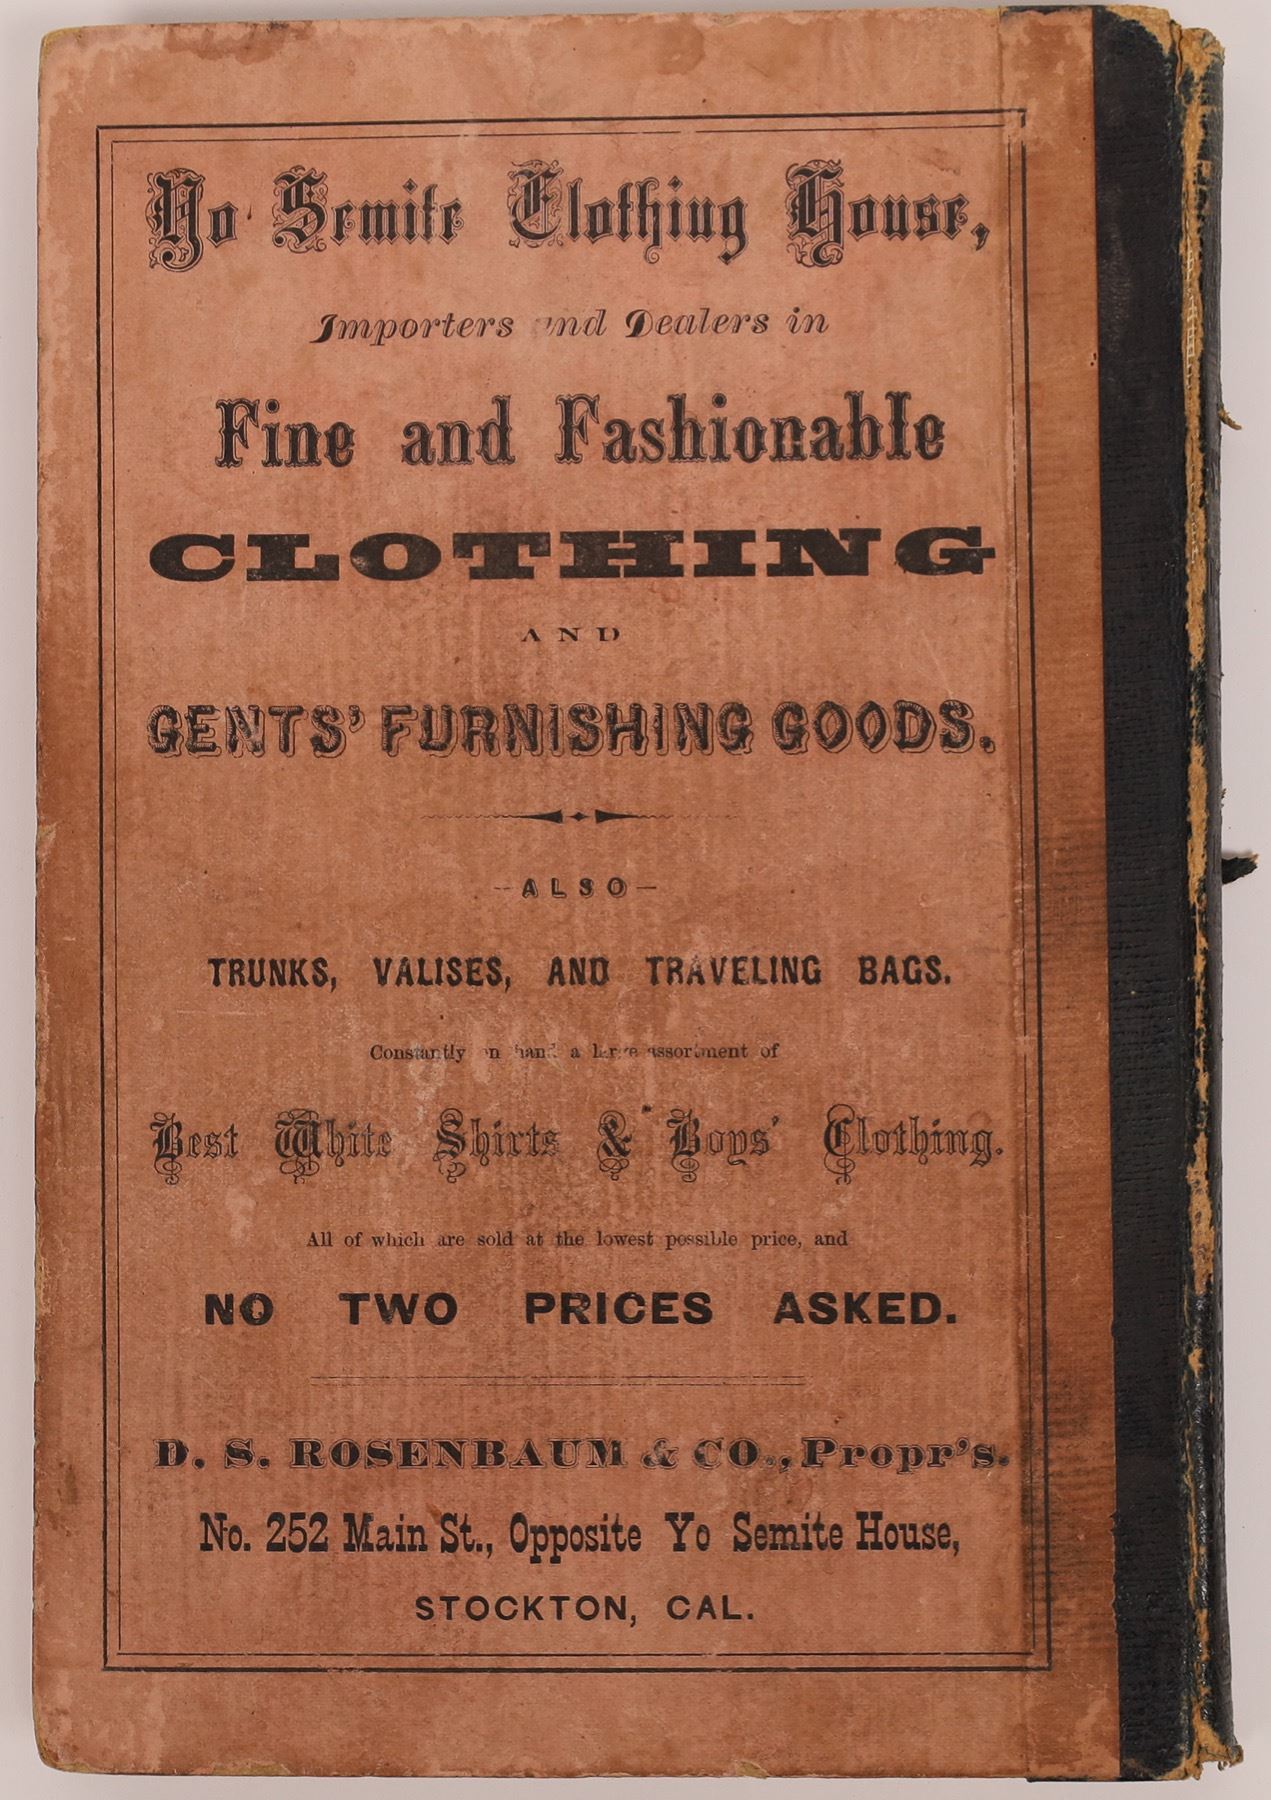 Yo Semite Clothing House,
Importers and Dealers in
Fine and Fashionable
CLOTHING
AND
GENTS' FURNISHING GOODS.
-ALSO-
TRUNKS, VALISES, AND TRAVELING BAGS.
Constantly on hand a large assortment of
Best White Shirts & Boys' Clothing.
All of which are sold at the lowest possible price, and
NO TWO PRICES ASKED.
D. S. ROSENBAUM & CO., Propr's.
No. 252 Main St., Opposite Yo Semite House,
STOCKTON, CAL.